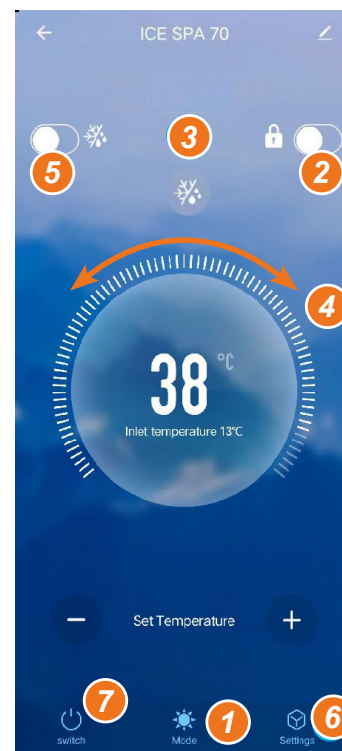 ICE SPA 70
3
5
2
4
38 °C
Inlet temperature 13°C
− Set Temperature +
7
1
6
switch Mode Settings